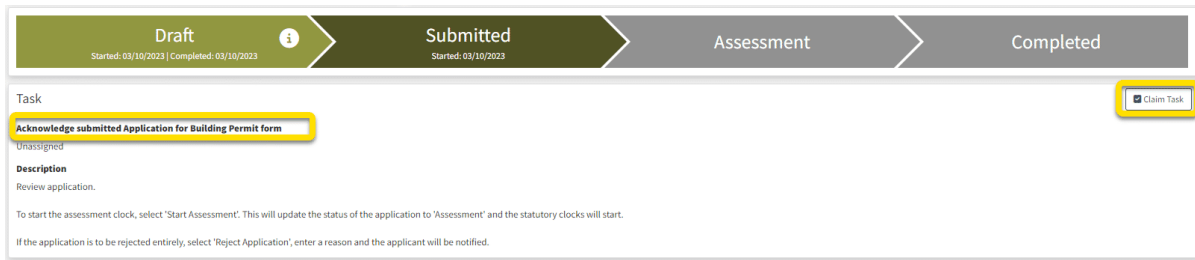 Draft
Started: 03/10/2023 | Completed: 03/10/2023
Submitted
Started: 03/10/2023
Assessment
Completed
Task
Claim Task
Acknowledge submitted Application for Building Permit form
Unassigned
Description
Review application.
To start the assessment clock, select 'Start Assessment'. This will update the status of the application to 'Assessment' and the statutory clocks will start.
If the application is to be rejected entirely, select 'Reject Application', enter a reason and the applicant will be notified.